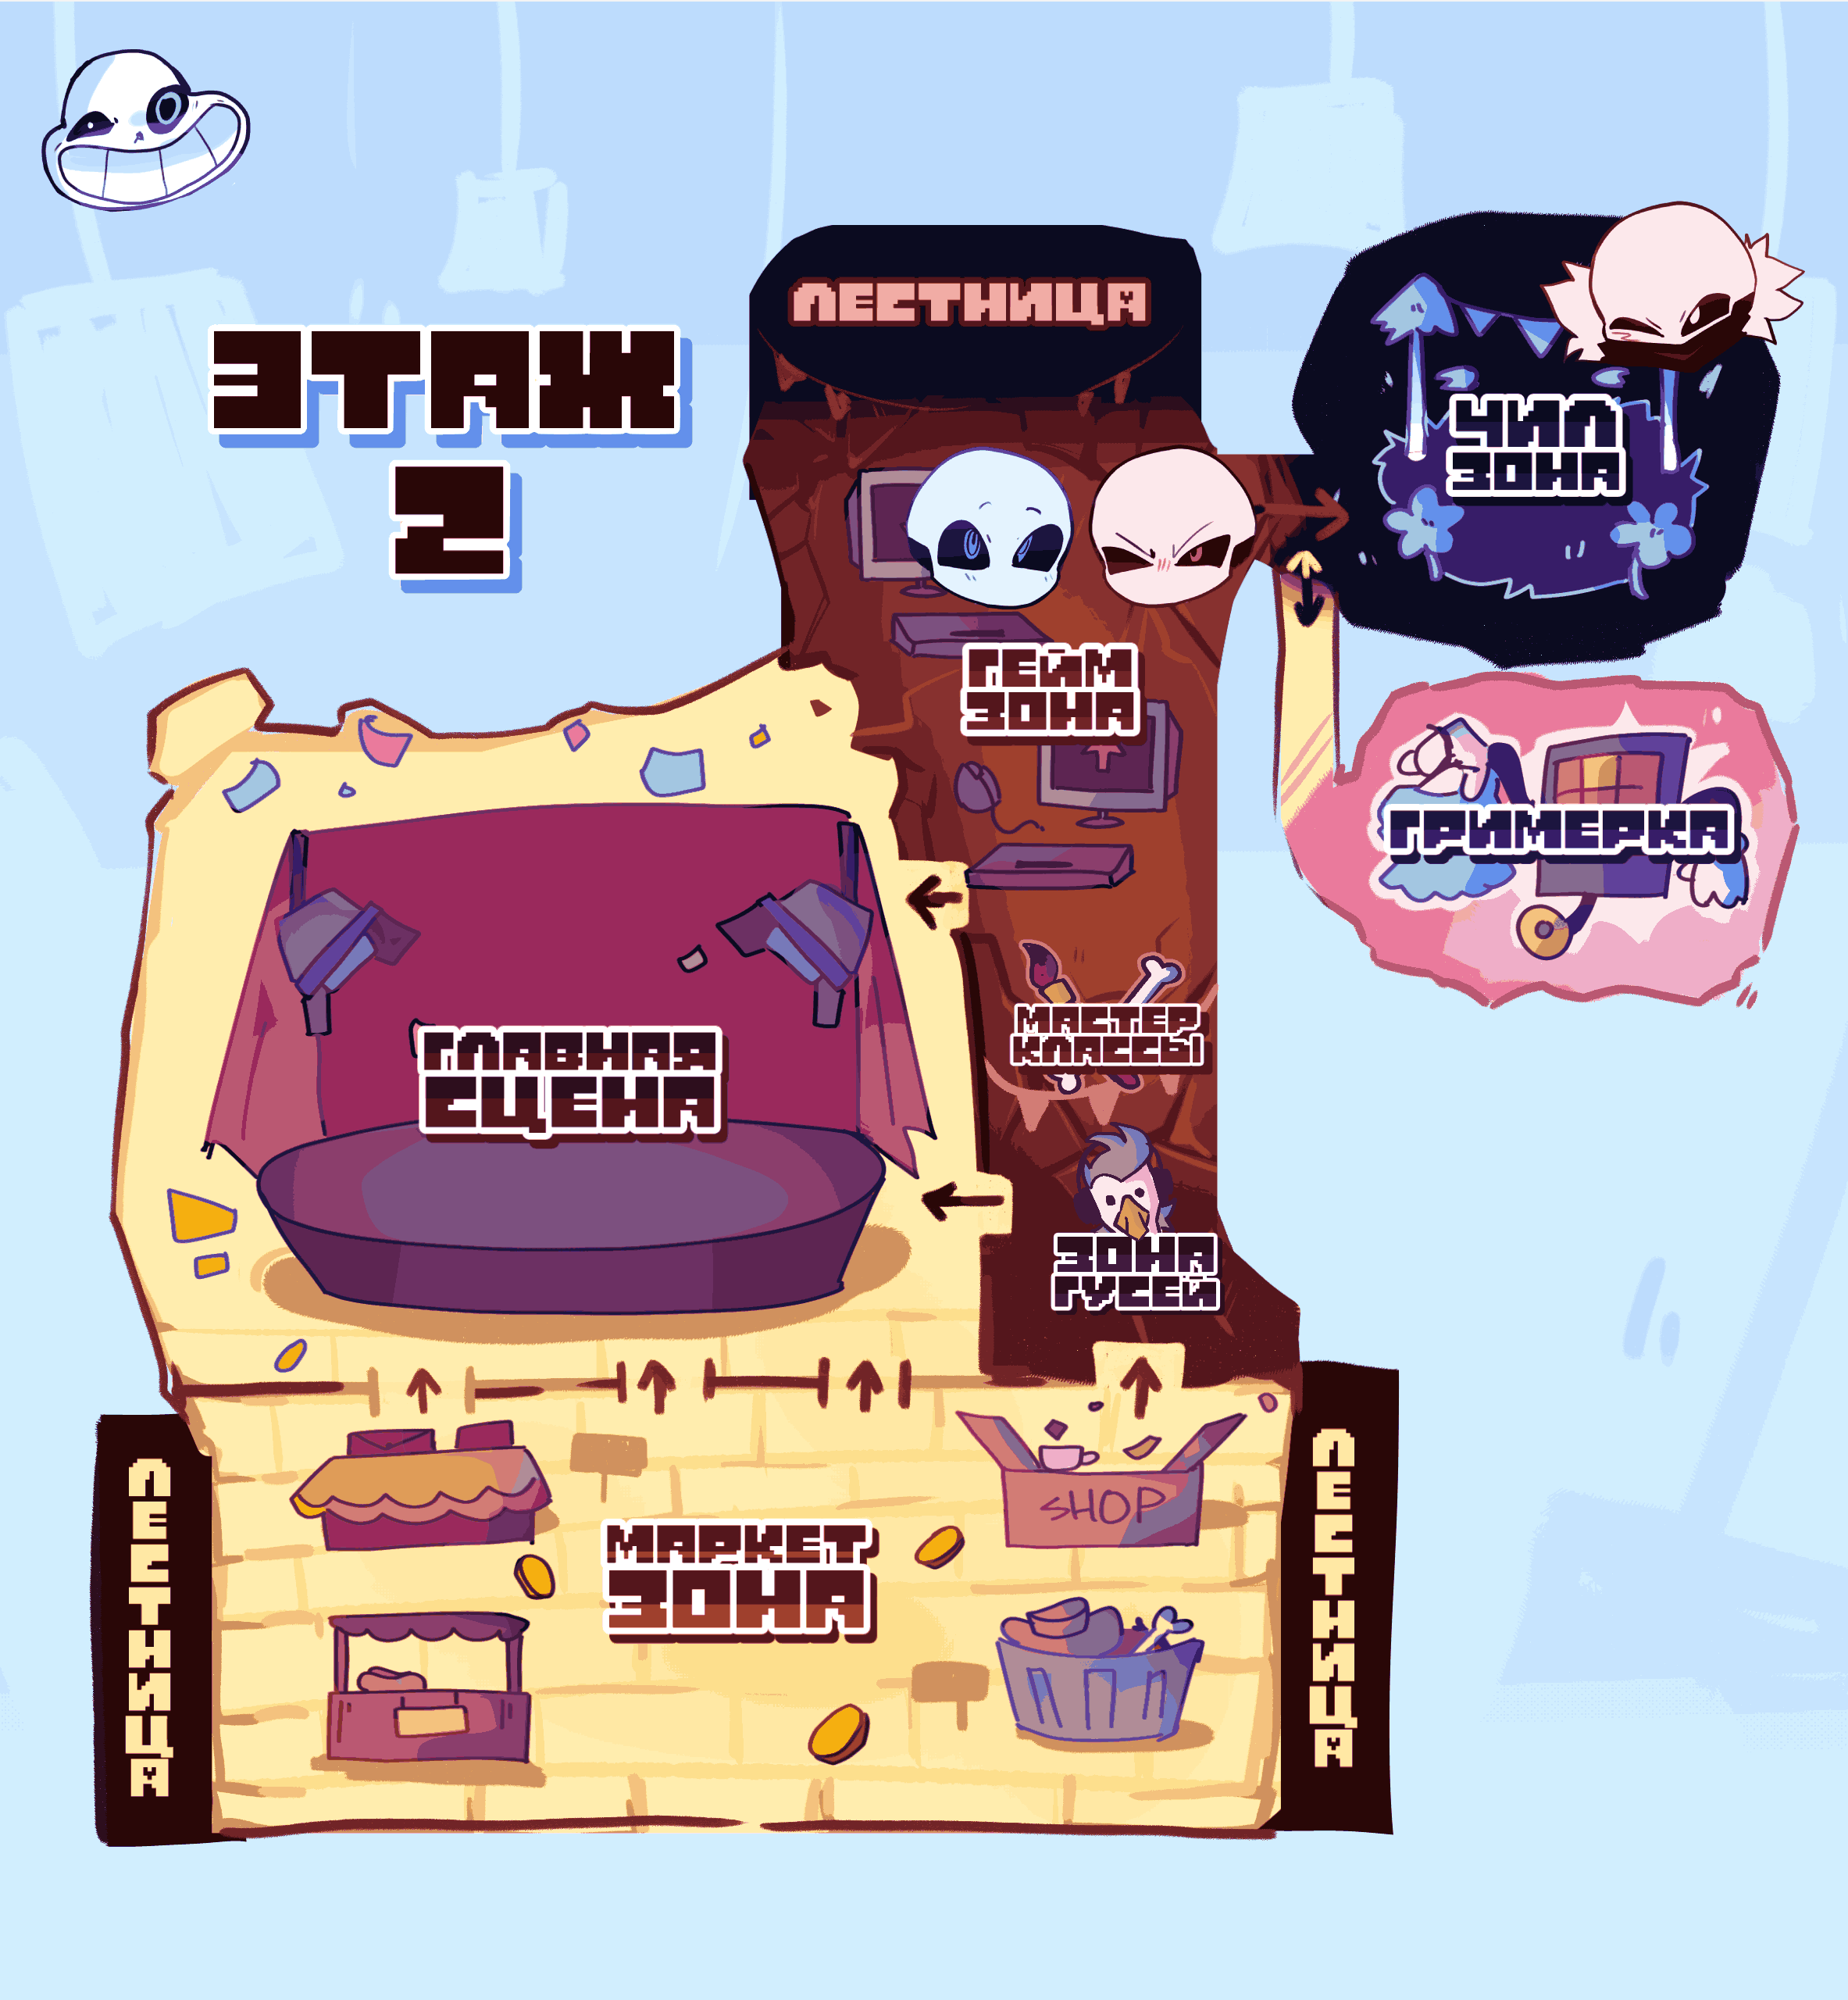 ЭТАЖ
2
ЛЕСТНИЦА
ЧИЛ
ЗОНА
ГЕЙМ
ЗОНА
ГРИМЕРКА
ГЛАВНАЯ
СЦЕНА
МАСТЕР
КЛАССЫ
ЗОНА
ГУСЕЙ
ЛЕСТНИЦА
МАРКЕТ
ЗОНА
SHOP
ЛЕСТНИЦА